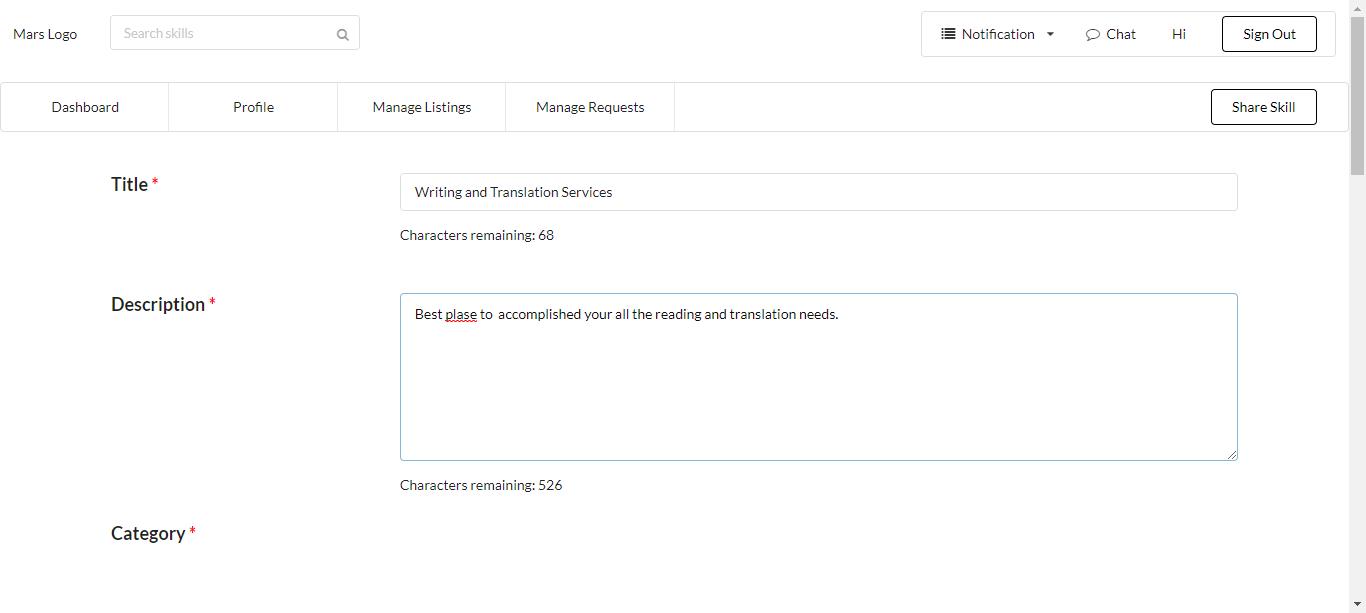 Mars Logo
Search skills
Notification
Chat
Hi
Sign Out
Dashboard
Profile
Manage Listings
Manage Requests
Share Skill
Title *
Writing and Translation Services
Characters remaining: 68
Description *
Best plase to  accomplished your all the reading and translation needs.
Characters remaining: 526
Category *